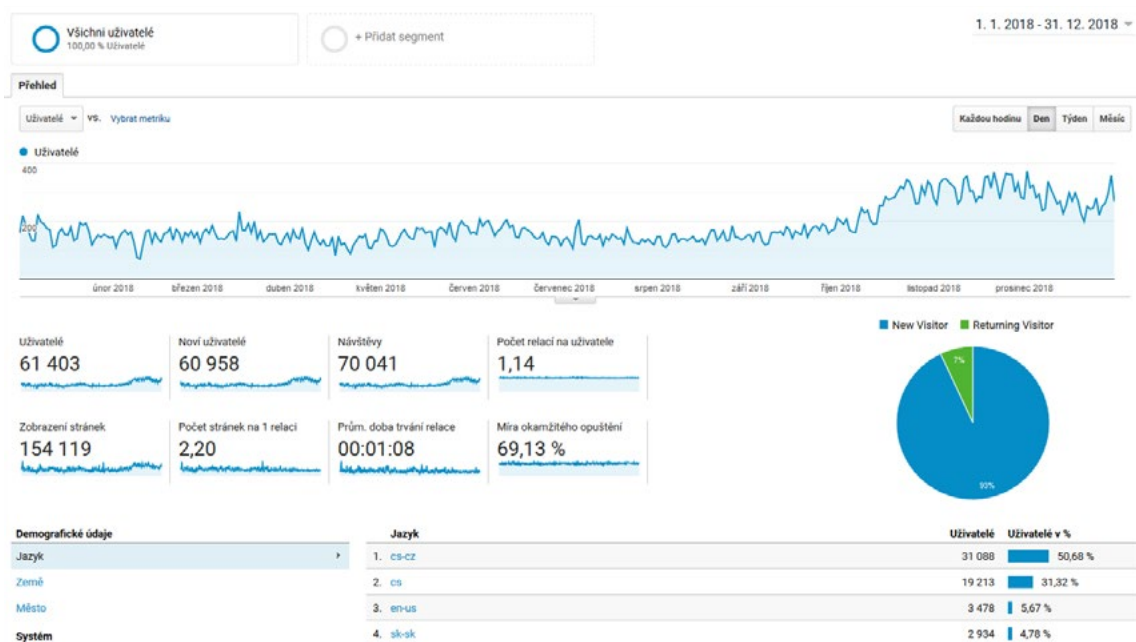 Všichni uživatelé
100,00 % Uživatelé
+ Přidat segment
1. 1. 2018 - 31. 12. 2018
Přehled
Uživatelé VS. Vybrat metriku
Každou hodinu Den Týden Měsíc
Uživatelé
400
200
únor 2018 březen 2018 duben 2018 květen 2018 červen 2018 červenec 2018 srpen 2018 září 2018 říjen 2018 listopad 2018 prosinec 2018
New Visitor Returning Visitor
Uživatelé Noví uživatelé Návštěvy Počet relací na uživatele
61 403 60 958 70 041 1,14
7%
Zobrazení stránek Počet stránek na 1 relaci Prům. doba trvání relace Míra okamžitého opuštění
154 119 2,20 00:01:08 69,13 %
93%
Demografické údaje Jazyk Uživatelé Uživatelé v %
Jazyk 1. cs-cz 31 088 50,68 %
Země 2. cs 19 213 31,32 %
Město 3. en-us 3 478 5,67 %
Systém 4. sk-sk 2 934 4,78 %